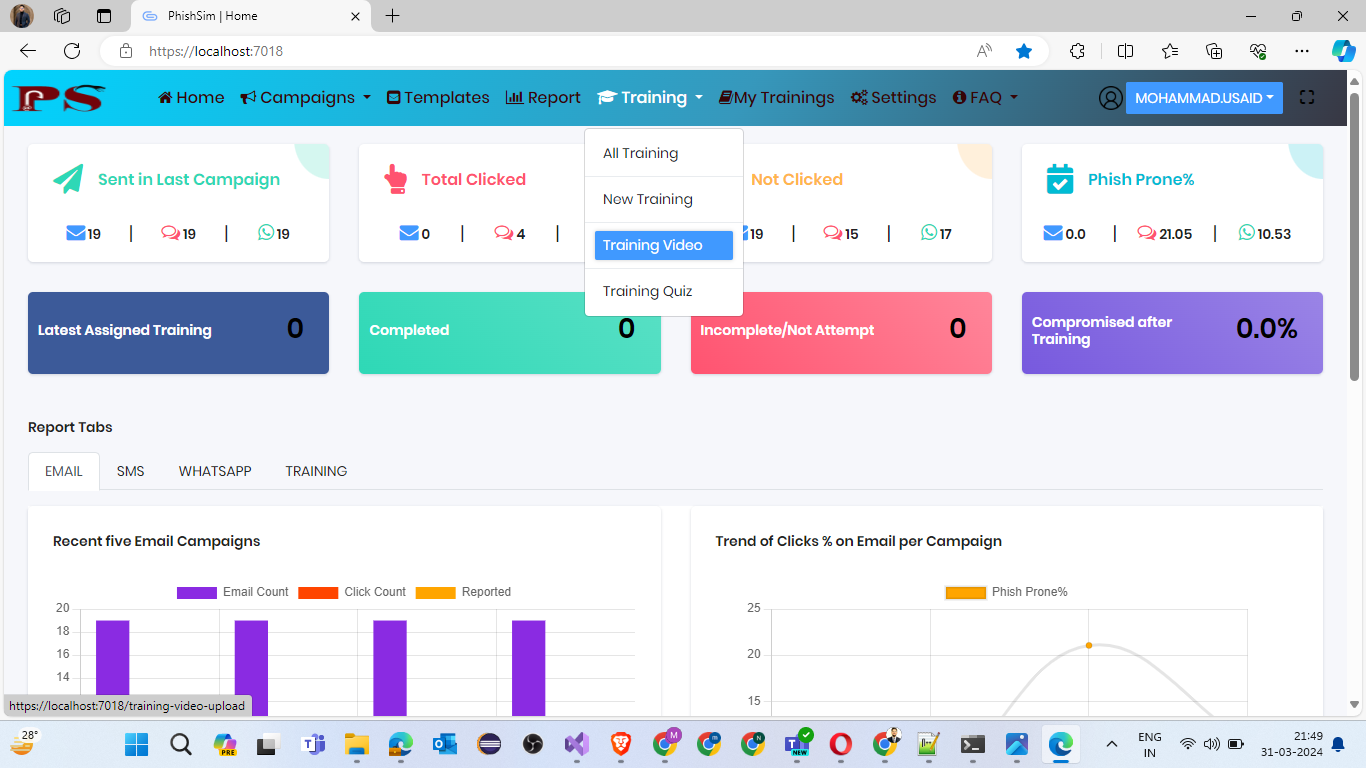 PhishSim | Home
https://localhost:7018
PS
Home
Campaigns
Templates
Report
Training
My Trainings
Settings
FAQ
MOHAMMAD.USAID
All Training
New Training
Training Video
Training Quiz
Sent in Last Campaign
19 | 19 | 19
Total Clicked
0 | 4 |
Not Clicked
19 | 15 | 17
Phish Prone%
0.0 | 21.05 | 10.53
Latest Assigned Training 0
Completed 0
Incomplete/Not Attempt 0
Compromised after
Training
0.0%
Report Tabs
EMAIL SMS WHATSAPP TRAINING
Recent five Email Campaigns
Email Count Click Count Reported
20
18
16
14
Trend of Clicks % on Email per Campaign
Phish Prone%
25
20
15
https://localhost:7018/training-video-upload
28°
PRE
M
m
N
NEW
ENG
IN
21:49
31-03-2024